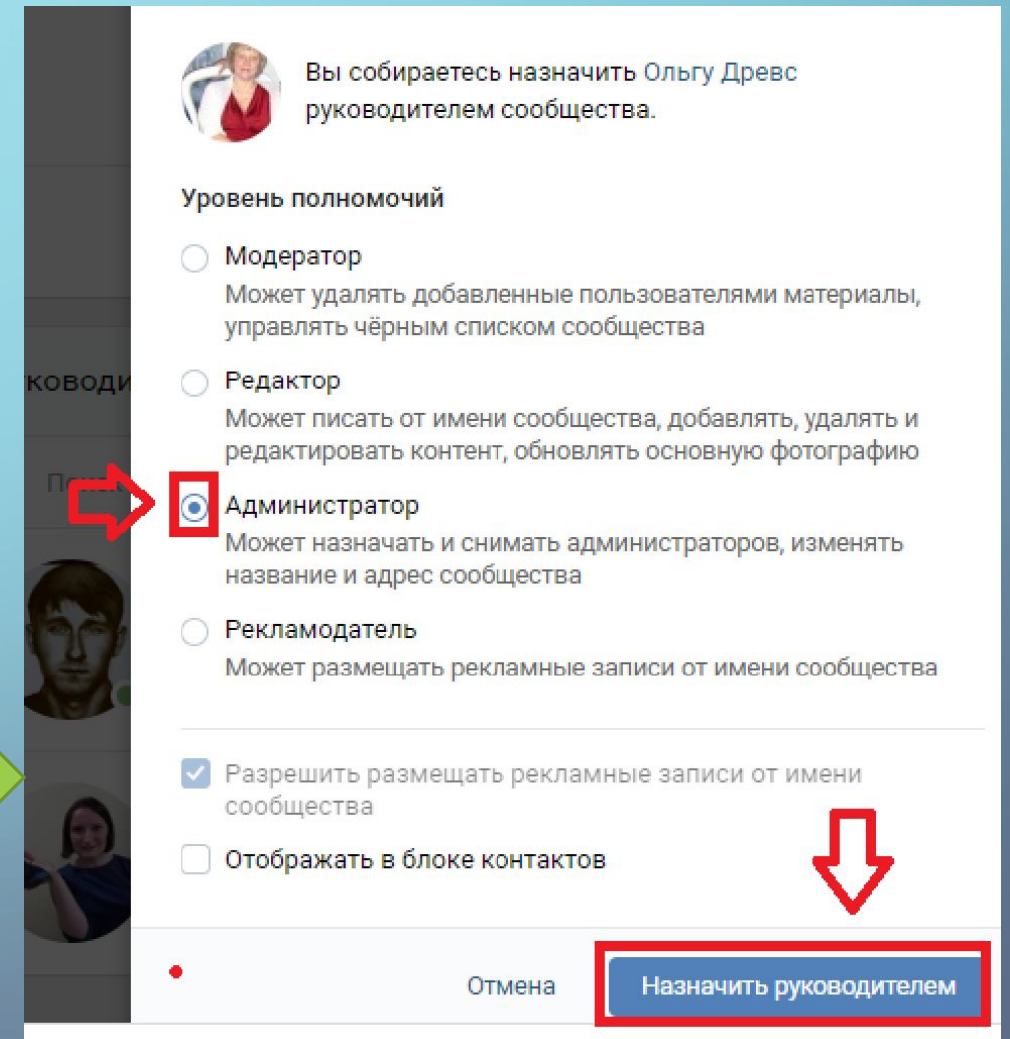 Вы собираетесь назначить Ольгу Древс
руководителем сообщества.
Уровень полномочий
Модератор
Может удалять добавленные пользователями материалы,
управлять чёрным списком сообщества
Редактор
Может писать от имени сообщества, добавлять, удалять и
редактировать контент, обновлять основную фотографию
Администратор
Может назначать и снимать администраторов, изменять
название и адрес сообщества
Рекламодатель
Может размещать рекламные записи от имени сообщества
Разрешить размещать рекламные записи от имени
сообщества
Отображать в блоке контактов
Отмена
Назначить руководителем